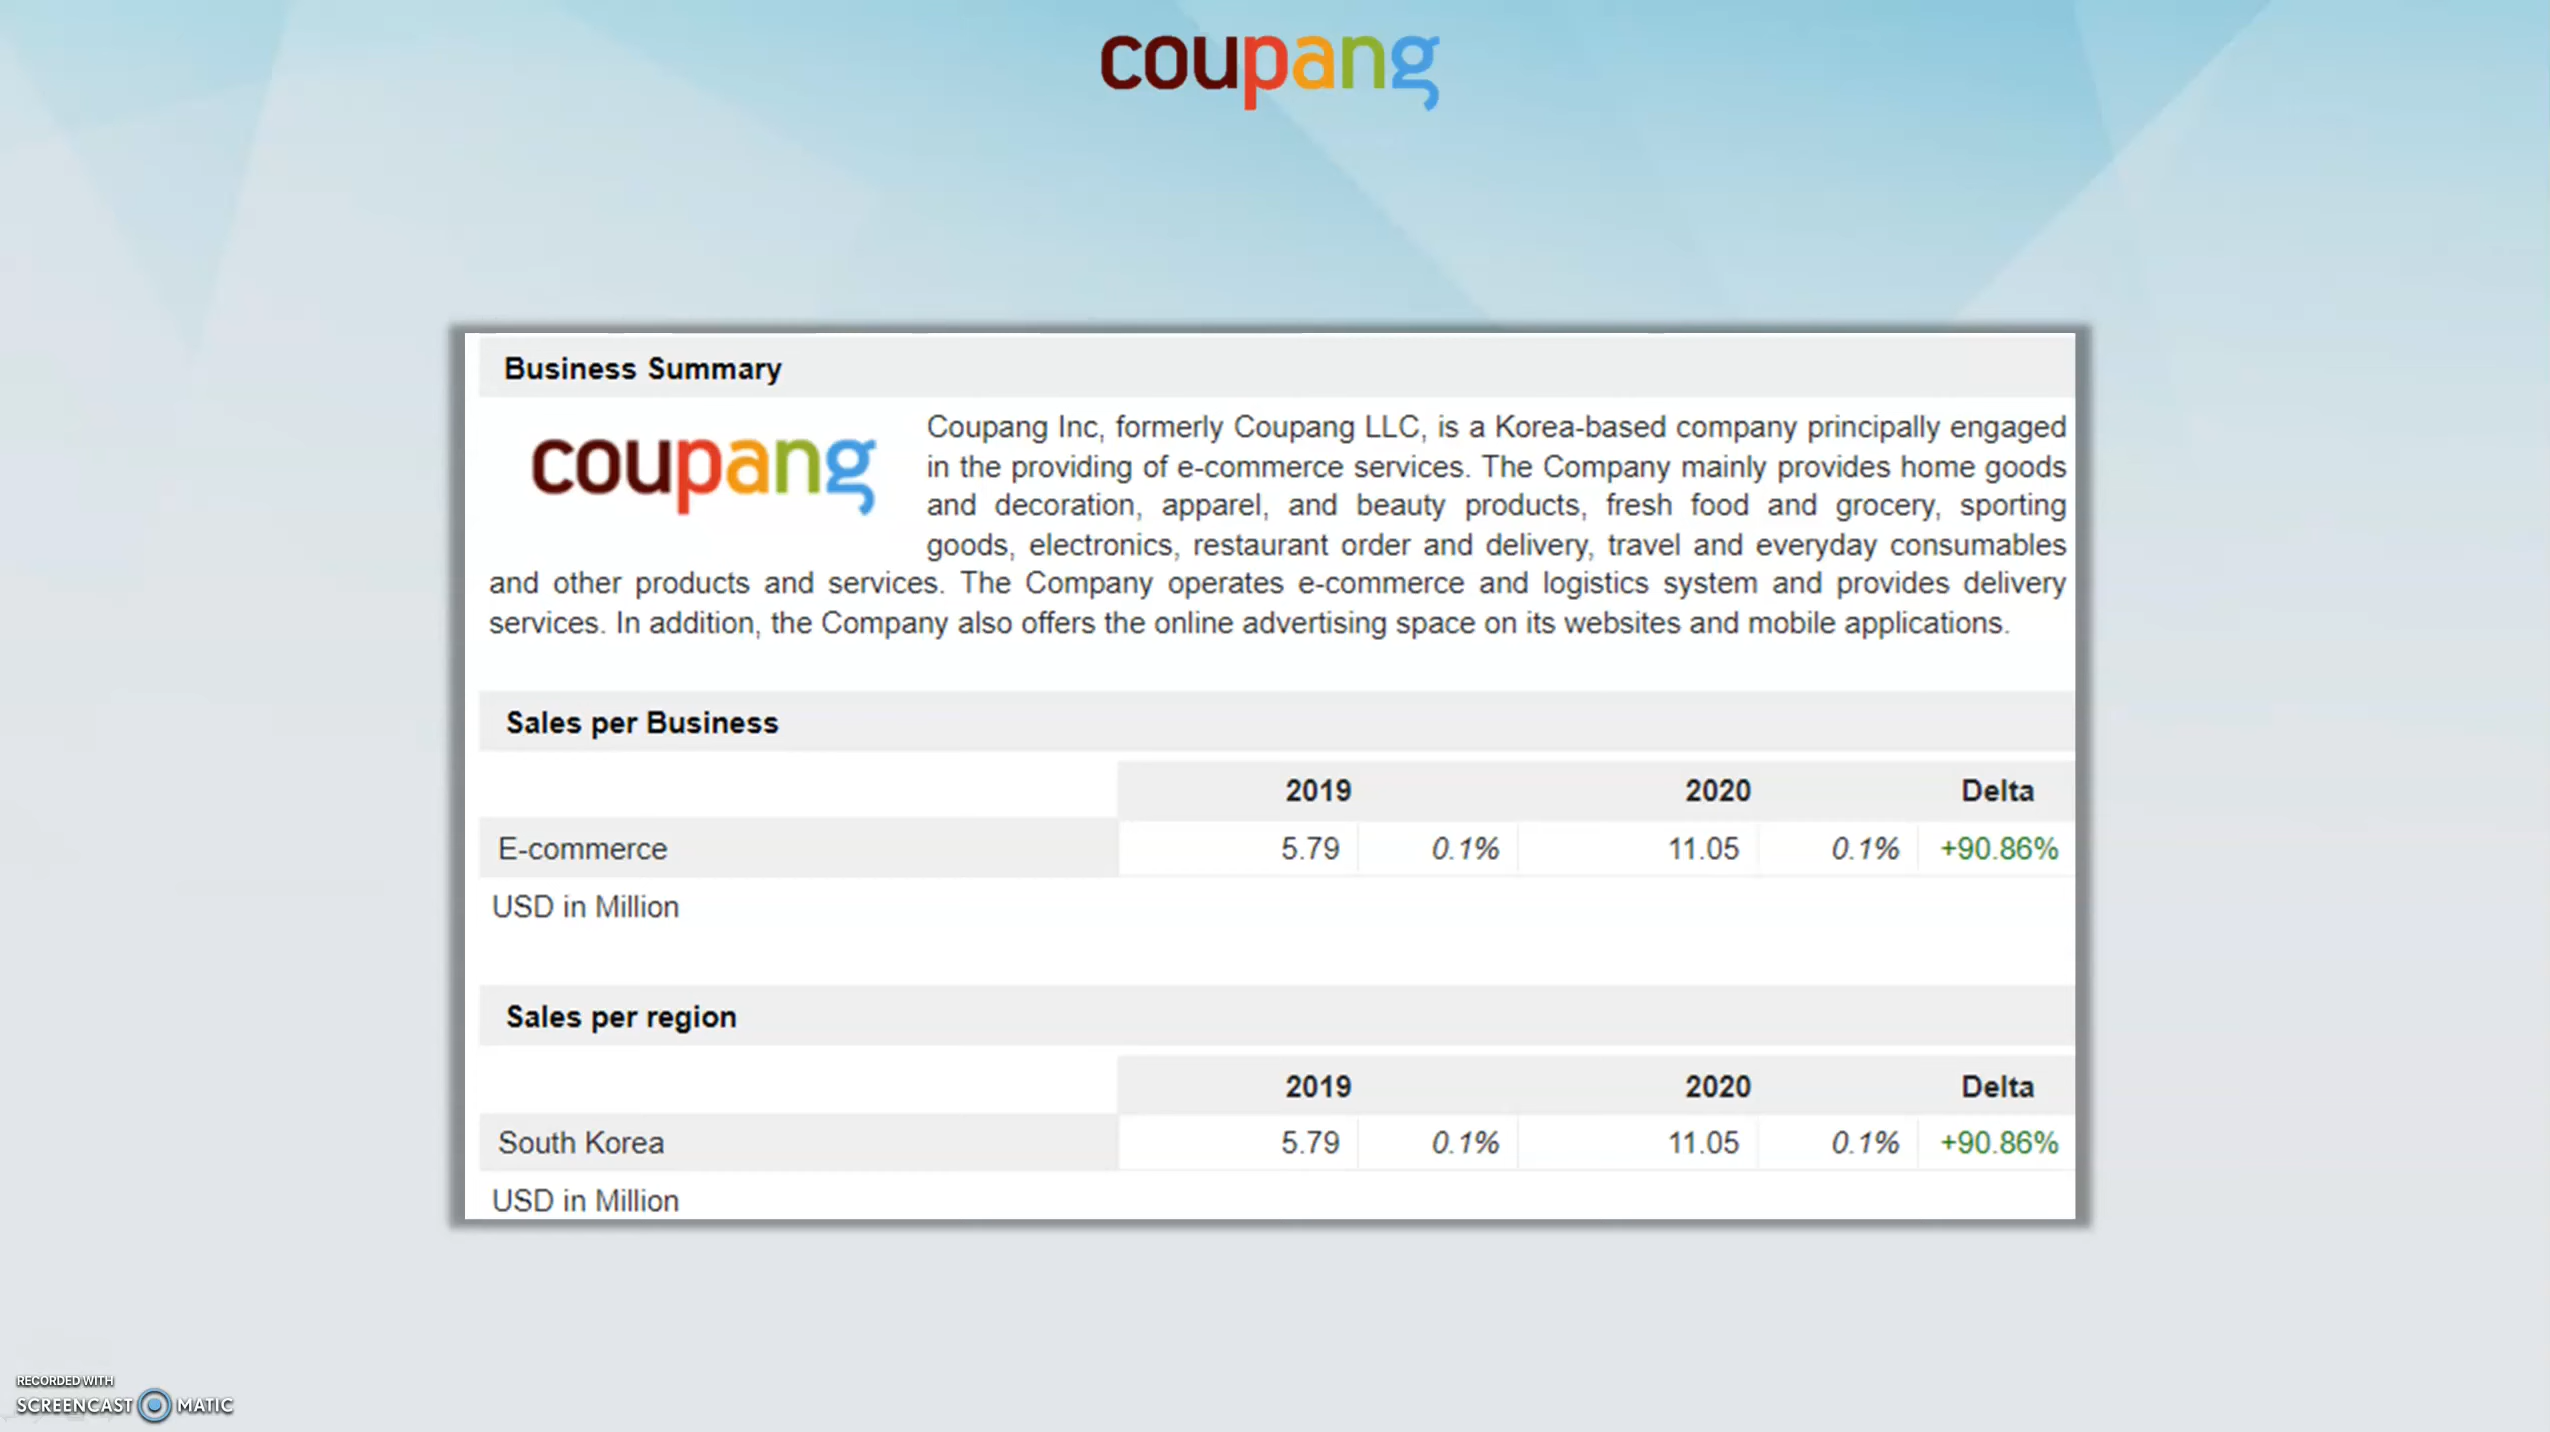 coupang
Business Summary
coupang
Coupang Inc, formerly Coupang LLC, is a Korea-based company principally engaged
in the providing of e-commerce services. The Company mainly provides home goods
and decoration, apparel, and beauty products, fresh food and grocery, sporting
goods, electronics, restaurant order and delivery, travel and everyday consumables
and other products and services. The Company operates e-commerce and logistics system and provides delivery
services. In addition, the Company also offers the online advertising space on its websites and mobile applications.
Sales per Business
2019 2020 Delta
E-commerce 5.79 0.1% 11.05 0.1% +90.86%
USD in Million
Sales per region
2019 2020 Delta
South Korea 5.79 0.1% 11.05 0.1% +90.86%
USD in Million
RECORDED WITH
SCREENCAST MATIC